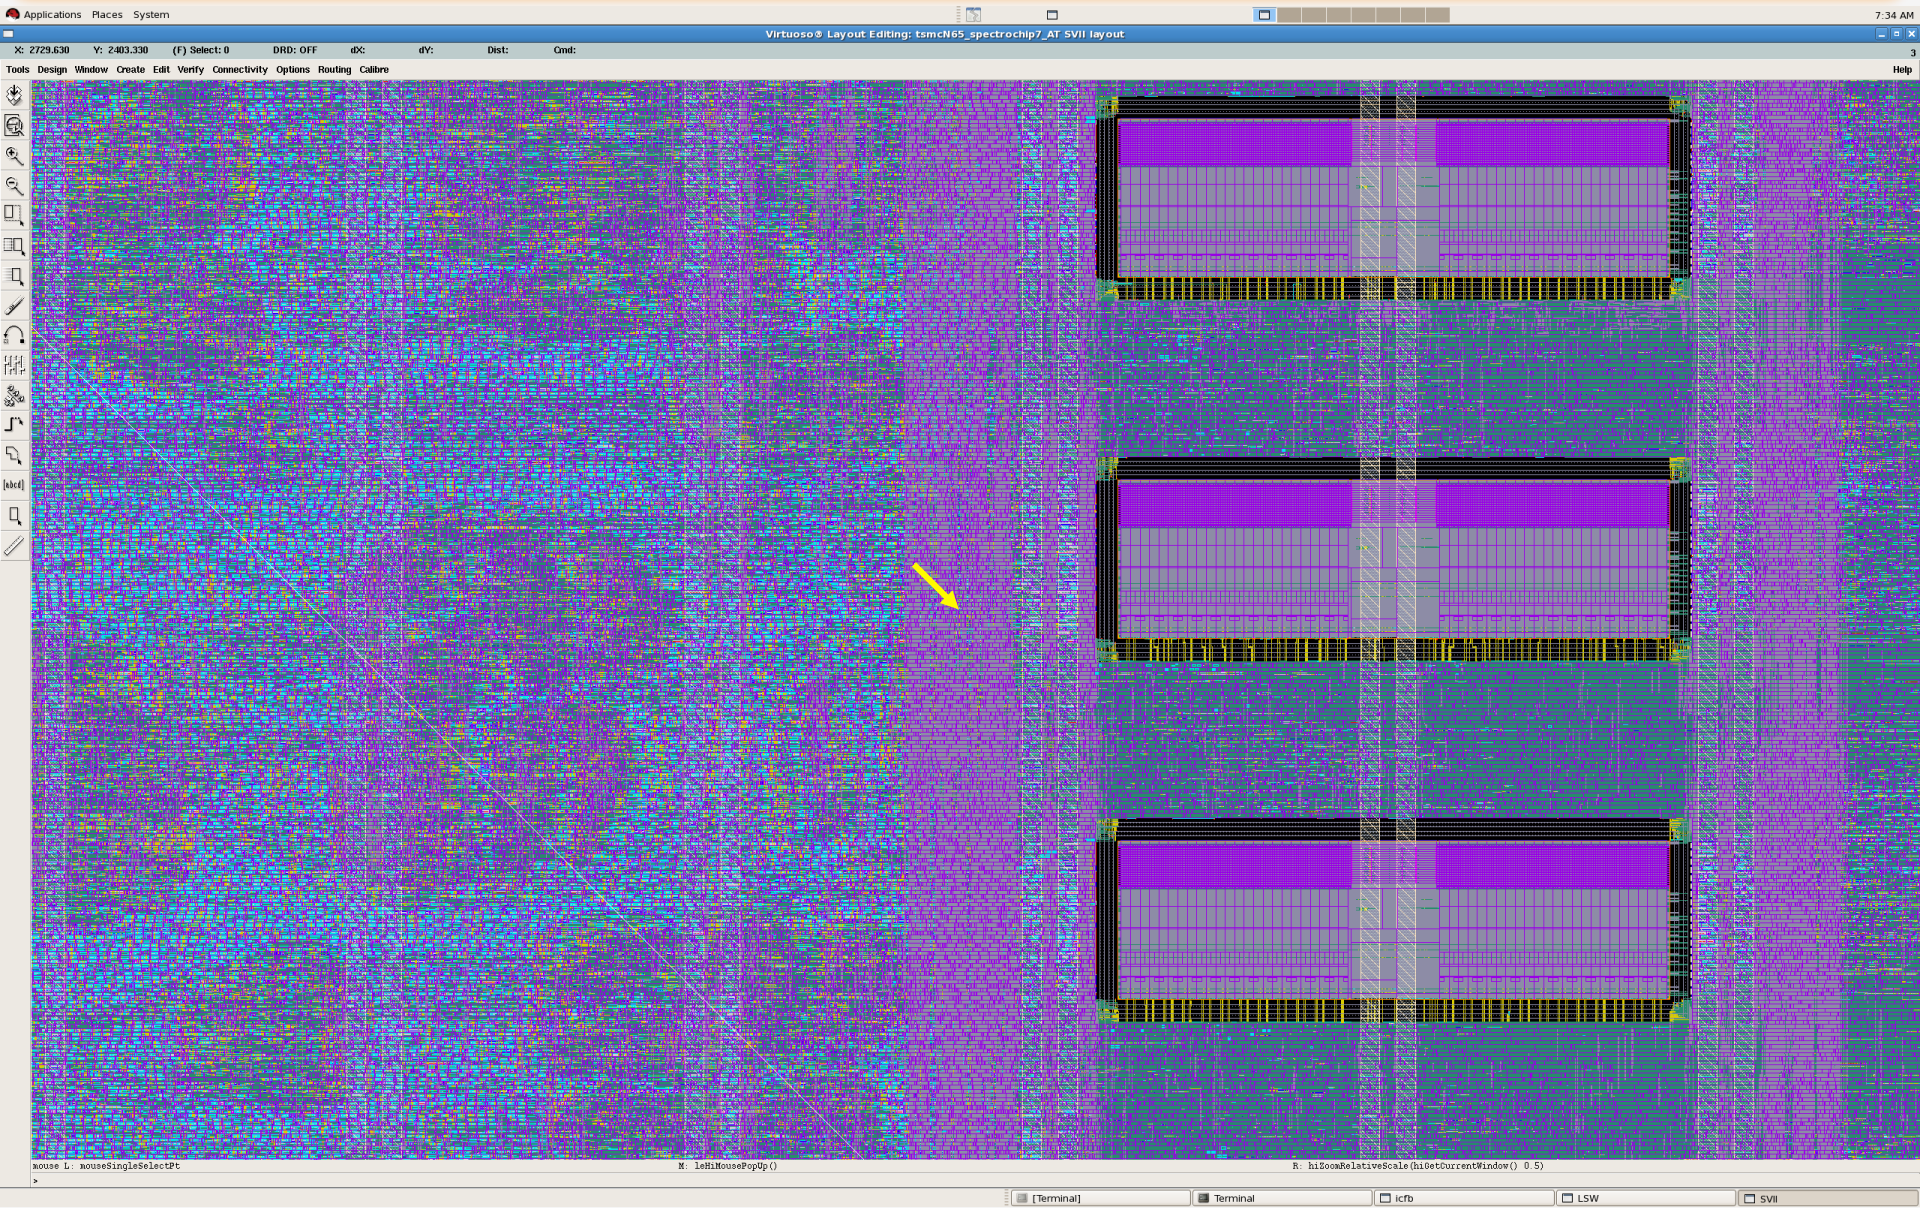 Applications Places System 7:34 AM
Virtuoso® Layout Editing: tsmcN65_spectrochip7_AT SVII layout
X: 2729.630 Y: 2403.330 (F) Select: 0 DRD: OFF dX: dY: Dist: Cmd: 3
Tools Design Window Create Edit Verify Connectivity Options Routing Calibre Help
[abcd]
mouse L: mouseSingleSelectPt M: leHiMousePopUp() R: hiZoomRelativeScale(hiGetCurrentWindow() 0.5)
>
[Terminal] Terminal icfb LSW SVII